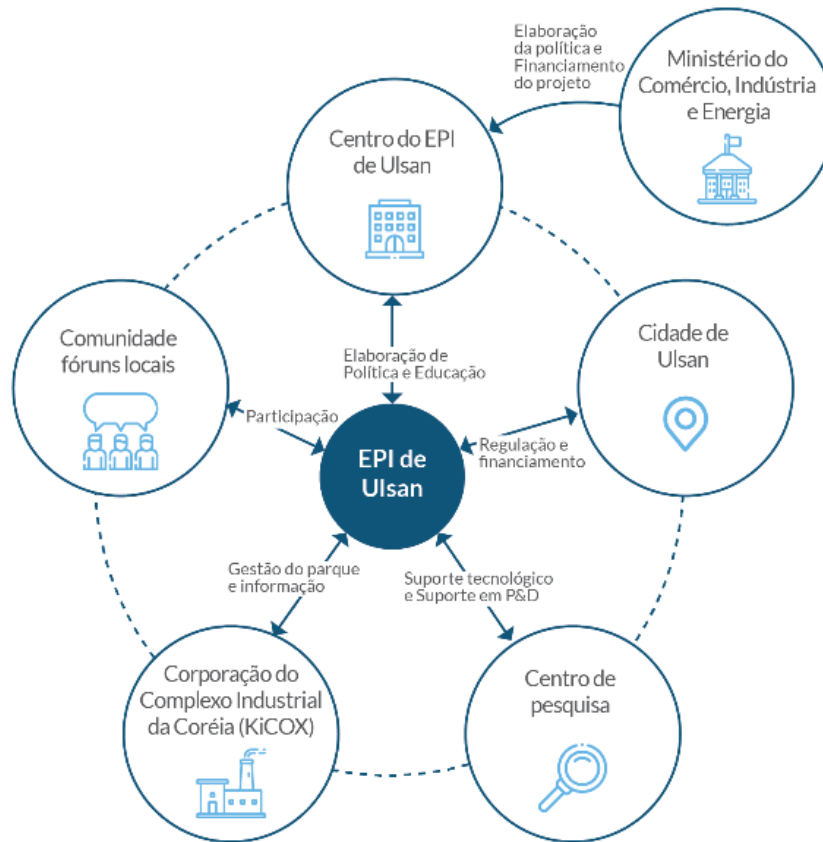 Elaboração
da política e
Financiamento
do projeto
Ministério do
Comércio, Indústria
e Energia
Centro do EPI
de Ulsan
Comunidade
fóruns locais
Elaboração de
Política e Educação
Cidade de
Ulsan
Participação
EPI de
Ulsan
Regulação e
financiamento
Gestão do parque
e informação
Suporte tecnológico
e Suporte em P&D
Corporação do
Complexo Industrial
da Coréia (KiCOX)
Centro de
pesquisa